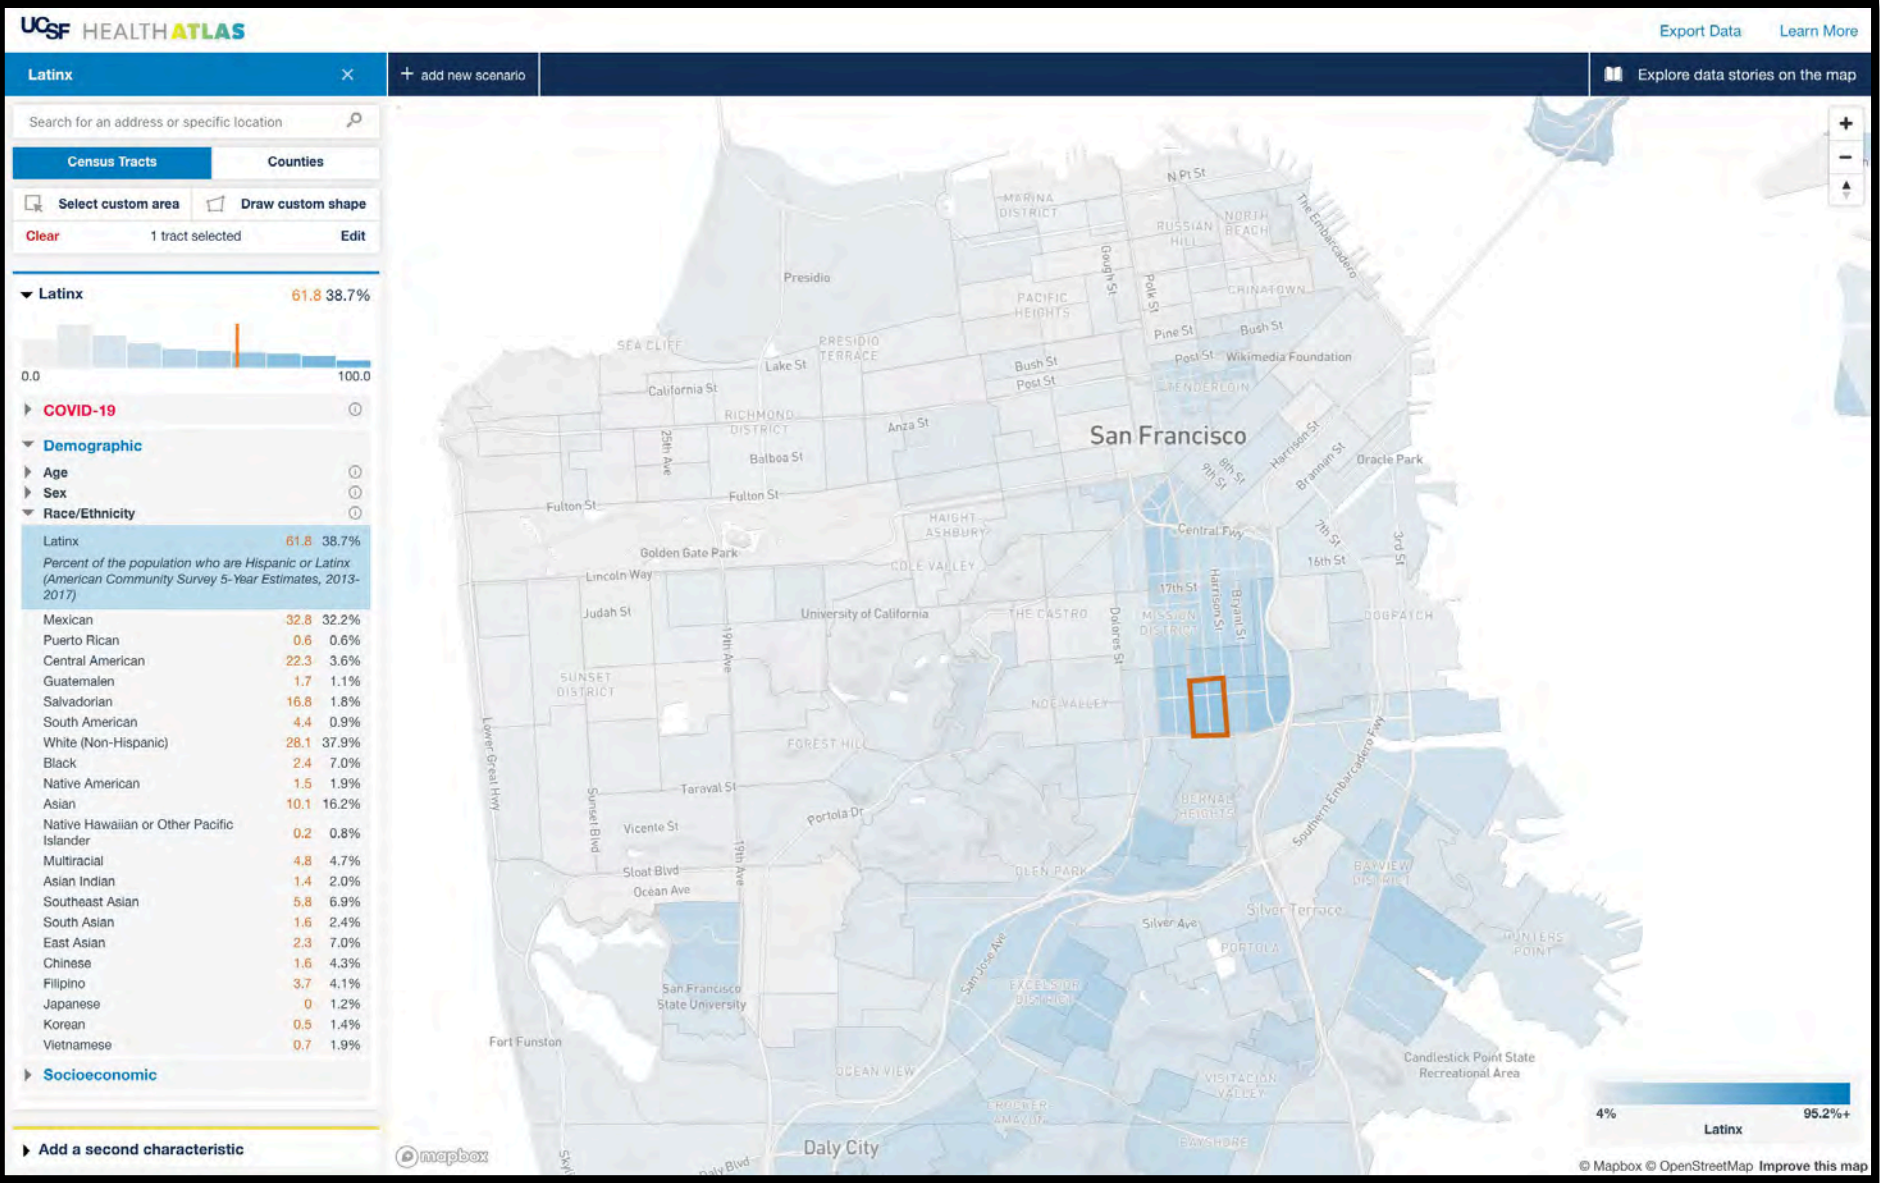 UCSF HEALTH ATLAS
Export Data
Learn More
Latinx
+ add new scenario
Explore data stories on the map
Search for an address or specific location
Census Tracts
Counties
Select custom area
Draw custom shape
Clear
1 tract selected
Edit
Latinx 61.8 38.7%
0.0 100.0
COVID-19
Demographic
Age
Sex
Race/Ethnicity
Latinx 61.8 38.7%
Percent of the population who are Hispanic or Latinx
(American Community Survey 5-Year Estimates, 2013-
2017)
Mexican 32.8 32.2%
Puerto Rican 0.6 0.6%
Central American 22.3 3.6%
Guatemalen 1.7 1.1%
Salvadorian 16.8 1.8%
South American 4.4 0.9%
White (Non-Hispanic) 28.1 37.9%
Black 2.4 7.0%
Native American 1.5 1.9%
Asian 10.1 16.2%
Native Hawaiian or Other Pacific
Islander 0.2 0.8%
Multiracial 4.8 4.7%
Asian Indian 1.4 2.0%
Southeast Asian 5.8 6.9%
South Asian 1.6 2.4%
East Asian 2.3 7.0%
Chinese 1.6 4.3%
Filipino 3.7 4.1%
Japanese 0 1.2%
Korean 0.5 1.4%
Vietnamese 0.7 1.9%
Socioeconomic
Add a second characteristic
N Pt St
MARINA
DISTRICT
RUSSIAN
HILL
NORTH
BEACH
The Embarcadero
Gough St
Polk St
Presidio
CHINATOWN
PACIFIC
HEIGHTS
Pine St
Bush St
SEA CLIFF
PRESIDIO
TERRACE
Lake St
Bush St
Post St
Post St
Wikimedia Foundation
California St
TENDERLOIN
RICHMOND
DISTRICT
Anza St
25th Ave
Balboa St
San Francisco
Harrison St
8th St
9th St
Brannan St
Oracle Park
Fulton St
Fulton St
HAIGHT
ASHBURY
Central Fwy
7th St
3rd St
Golden Gate Park
COLE VALLEY
16th St
Lincoln Way
17th St
Harrison St
Bryant St
Judah St
University of California
THE CASTRO
Dolores St
MISSION
DISTRICT
DOGPATCH
19th Ave
SUNSET
DISTRICT
NOE VALLEY
Lower Great Hwy
FOREST HILL
Southern Embarcadero Fwy
Sunset Blvd
Taraval St
BERNAL
HEIGHTS
Portola Dr
Vicente St
19th Ave
Sloat Blvd
GLEN PARK
BAYVIEW
DISTRICT
Ocean Ave
Silver Terrace
Silver Ave
San Jose Ave
PORTOLA
HUNTERS
POINT
San Francisco
State University
EXCELSIOR
DISTRICT
Fort Funston
Candlestick Point State
Recreational Area
OCEAN VIEW
VISITACION
VALLEY
CROCKER
AMAZON
Daly City
BAYSHORE
Daly Blvd
4% 95.2%+
Latinx
mapbox
© Mapbox © OpenStreetMap Improve this map